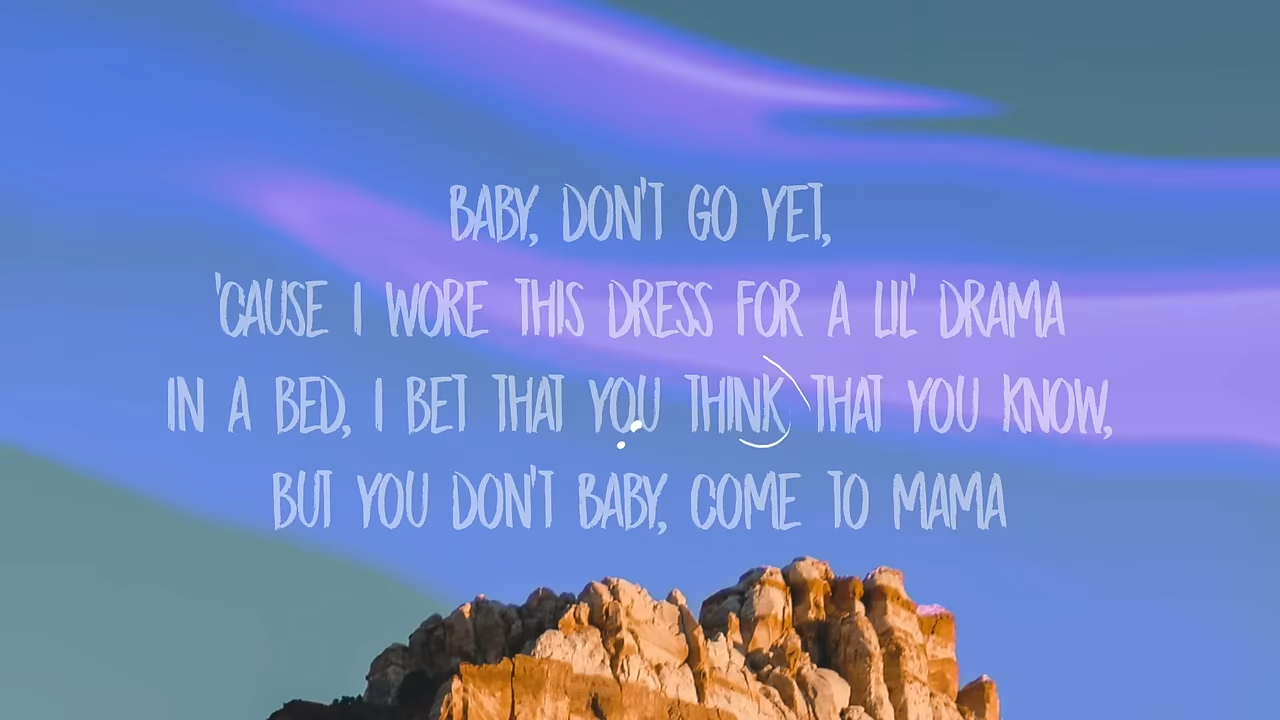 BABY, DON'T GO YET,
'CAUSE I WORE THIS DRESS FOR A LIL' DRAMA
IN A BED, I BET THAT YOU THINK THAT YOU KNOW,
BUT YOU DON'T BABY, COME TO MAMA